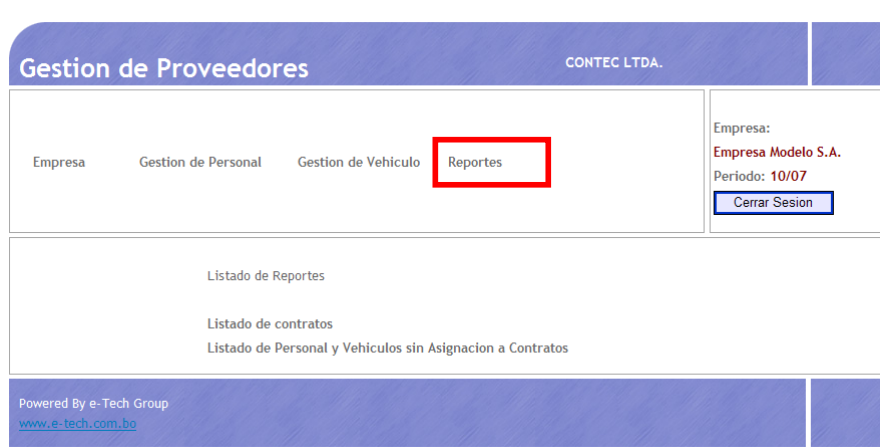 Gestion de Proveedores
CONTEC LTDA.
Empresa
Gestion de Personal
Gestion de Vehiculo
Reportes
Empresa:
Empresa Modelo S.A.
Periodo: 10/07
Cerrar Sesion
Listado de Reportes
Listado de contratos
Listado de Personal y Vehiculos sin Asignacion a Contratos
Powered By e-Tech Group
www.e-tech.com.bo